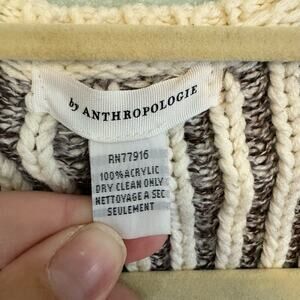 by ANTHROPOLOGIE
RN77916
100% ACRYLIC
DRY CLEAN ONLY
NETTOYAGE A SEC
SEULEMENT